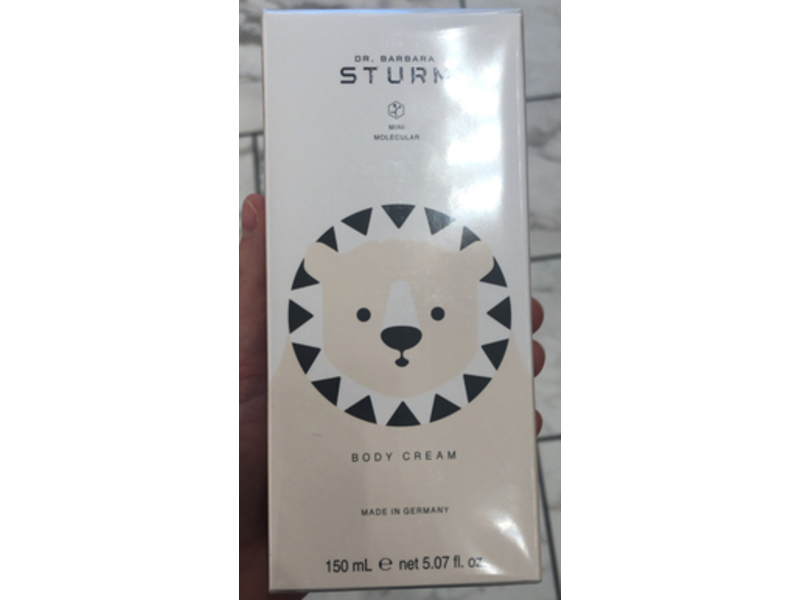 DR. BARBARA
STURM
MINI
MOLECULAR
BODY CREAM
MADE IN GERMANY
150 mL ℮ net 5.07 fl. oz